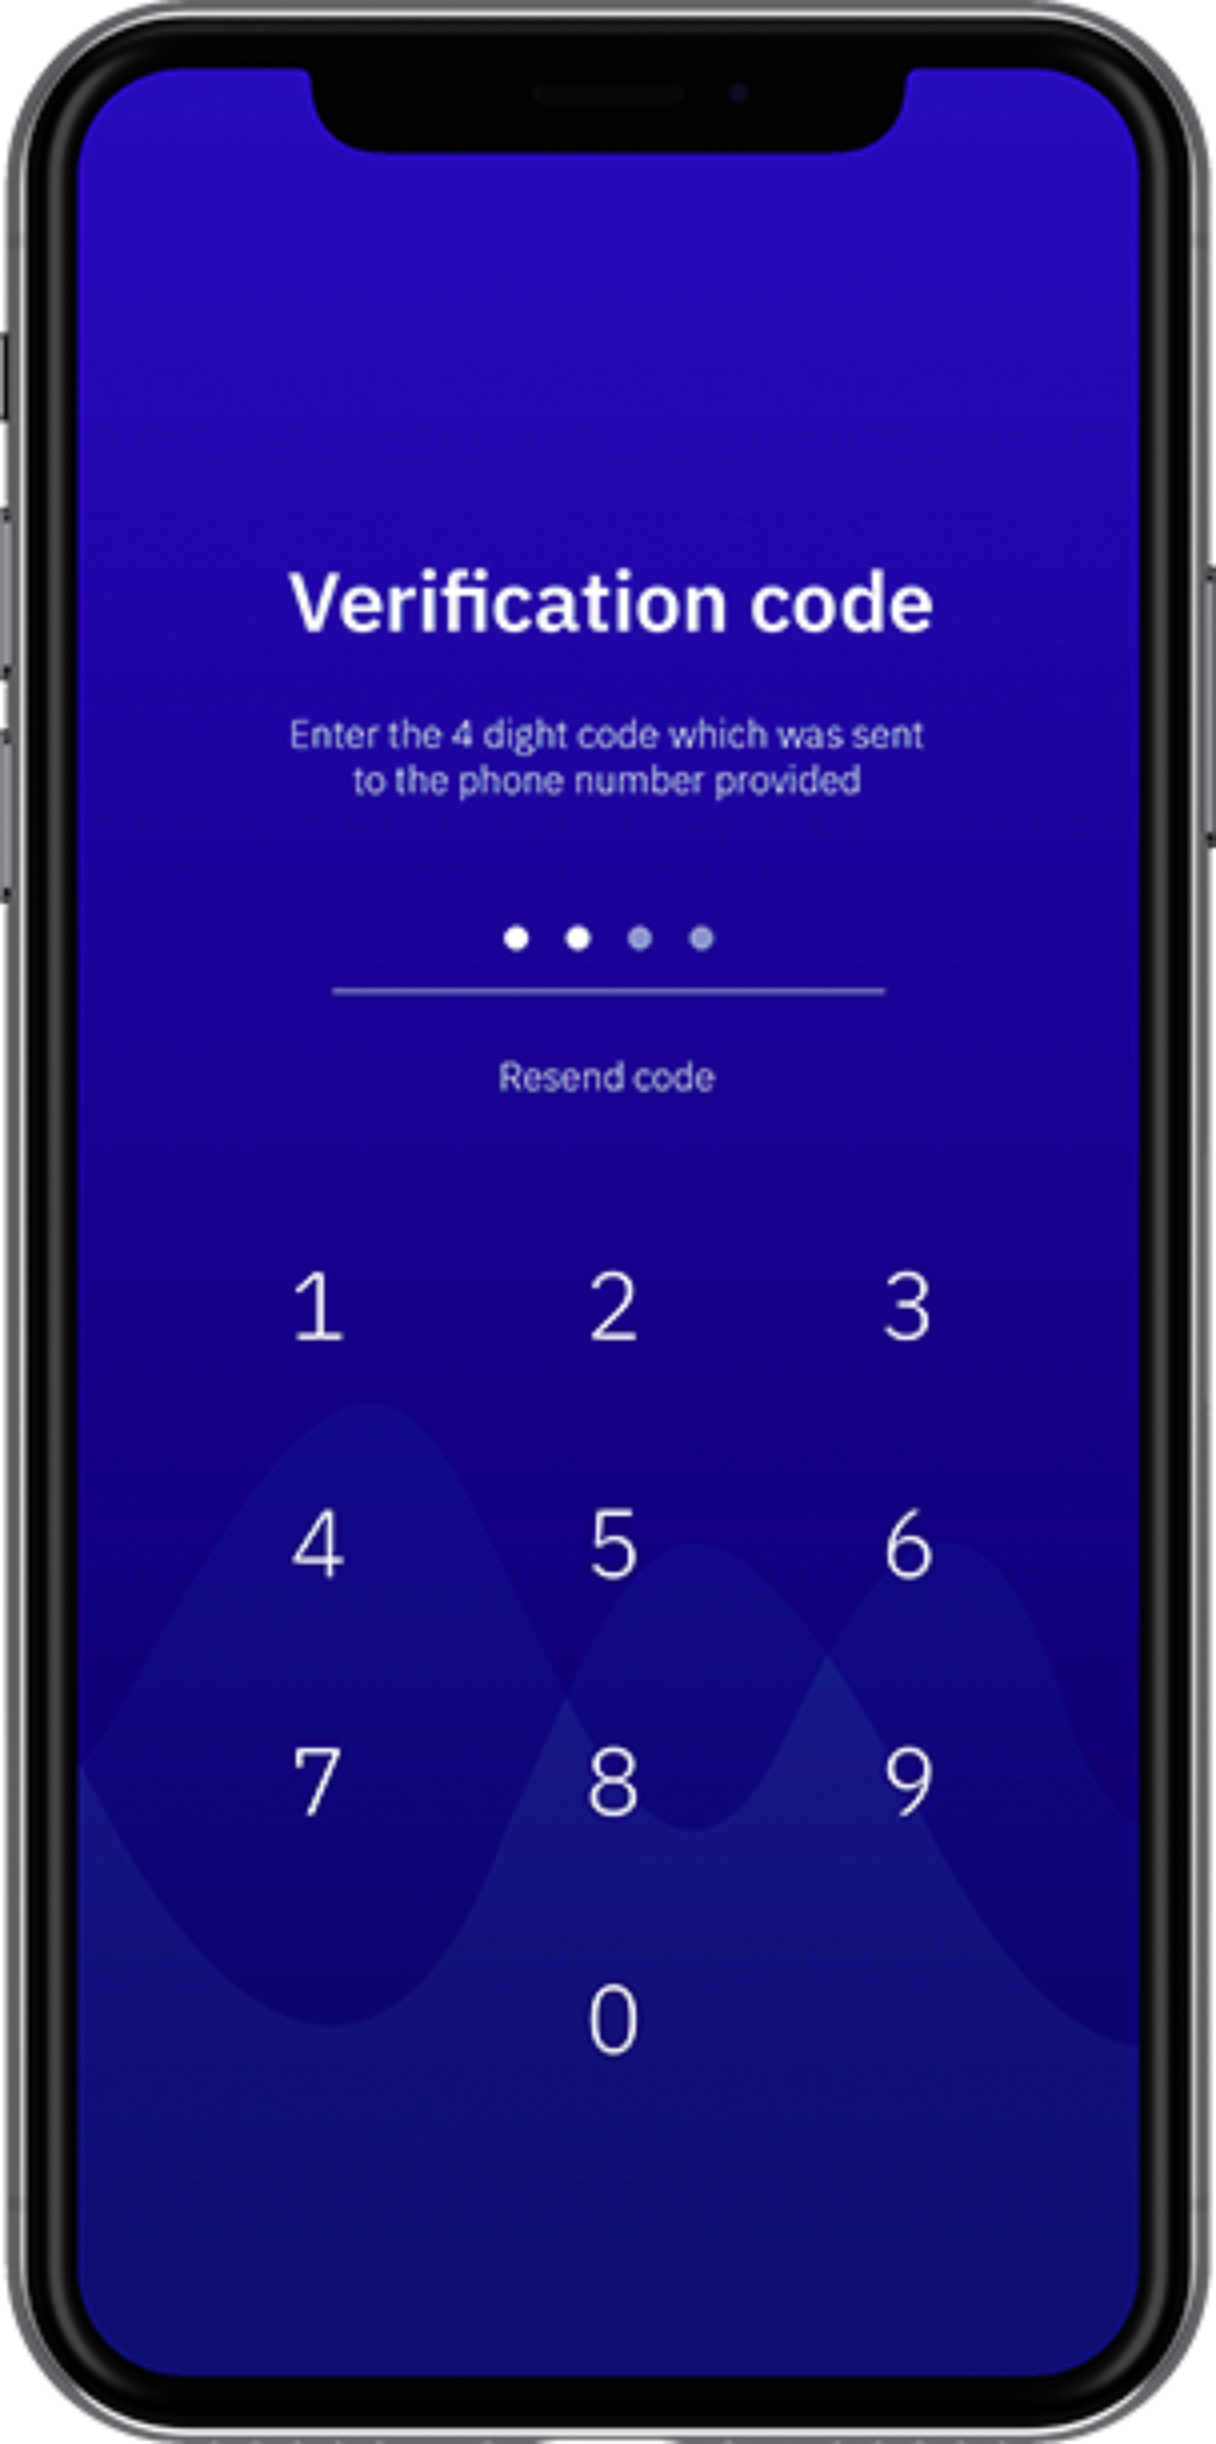 Verification code
Enter the 4 dight code which was sent
to the phone number provided
Resend code
1 2 3
4 5 6
7 8 9
0